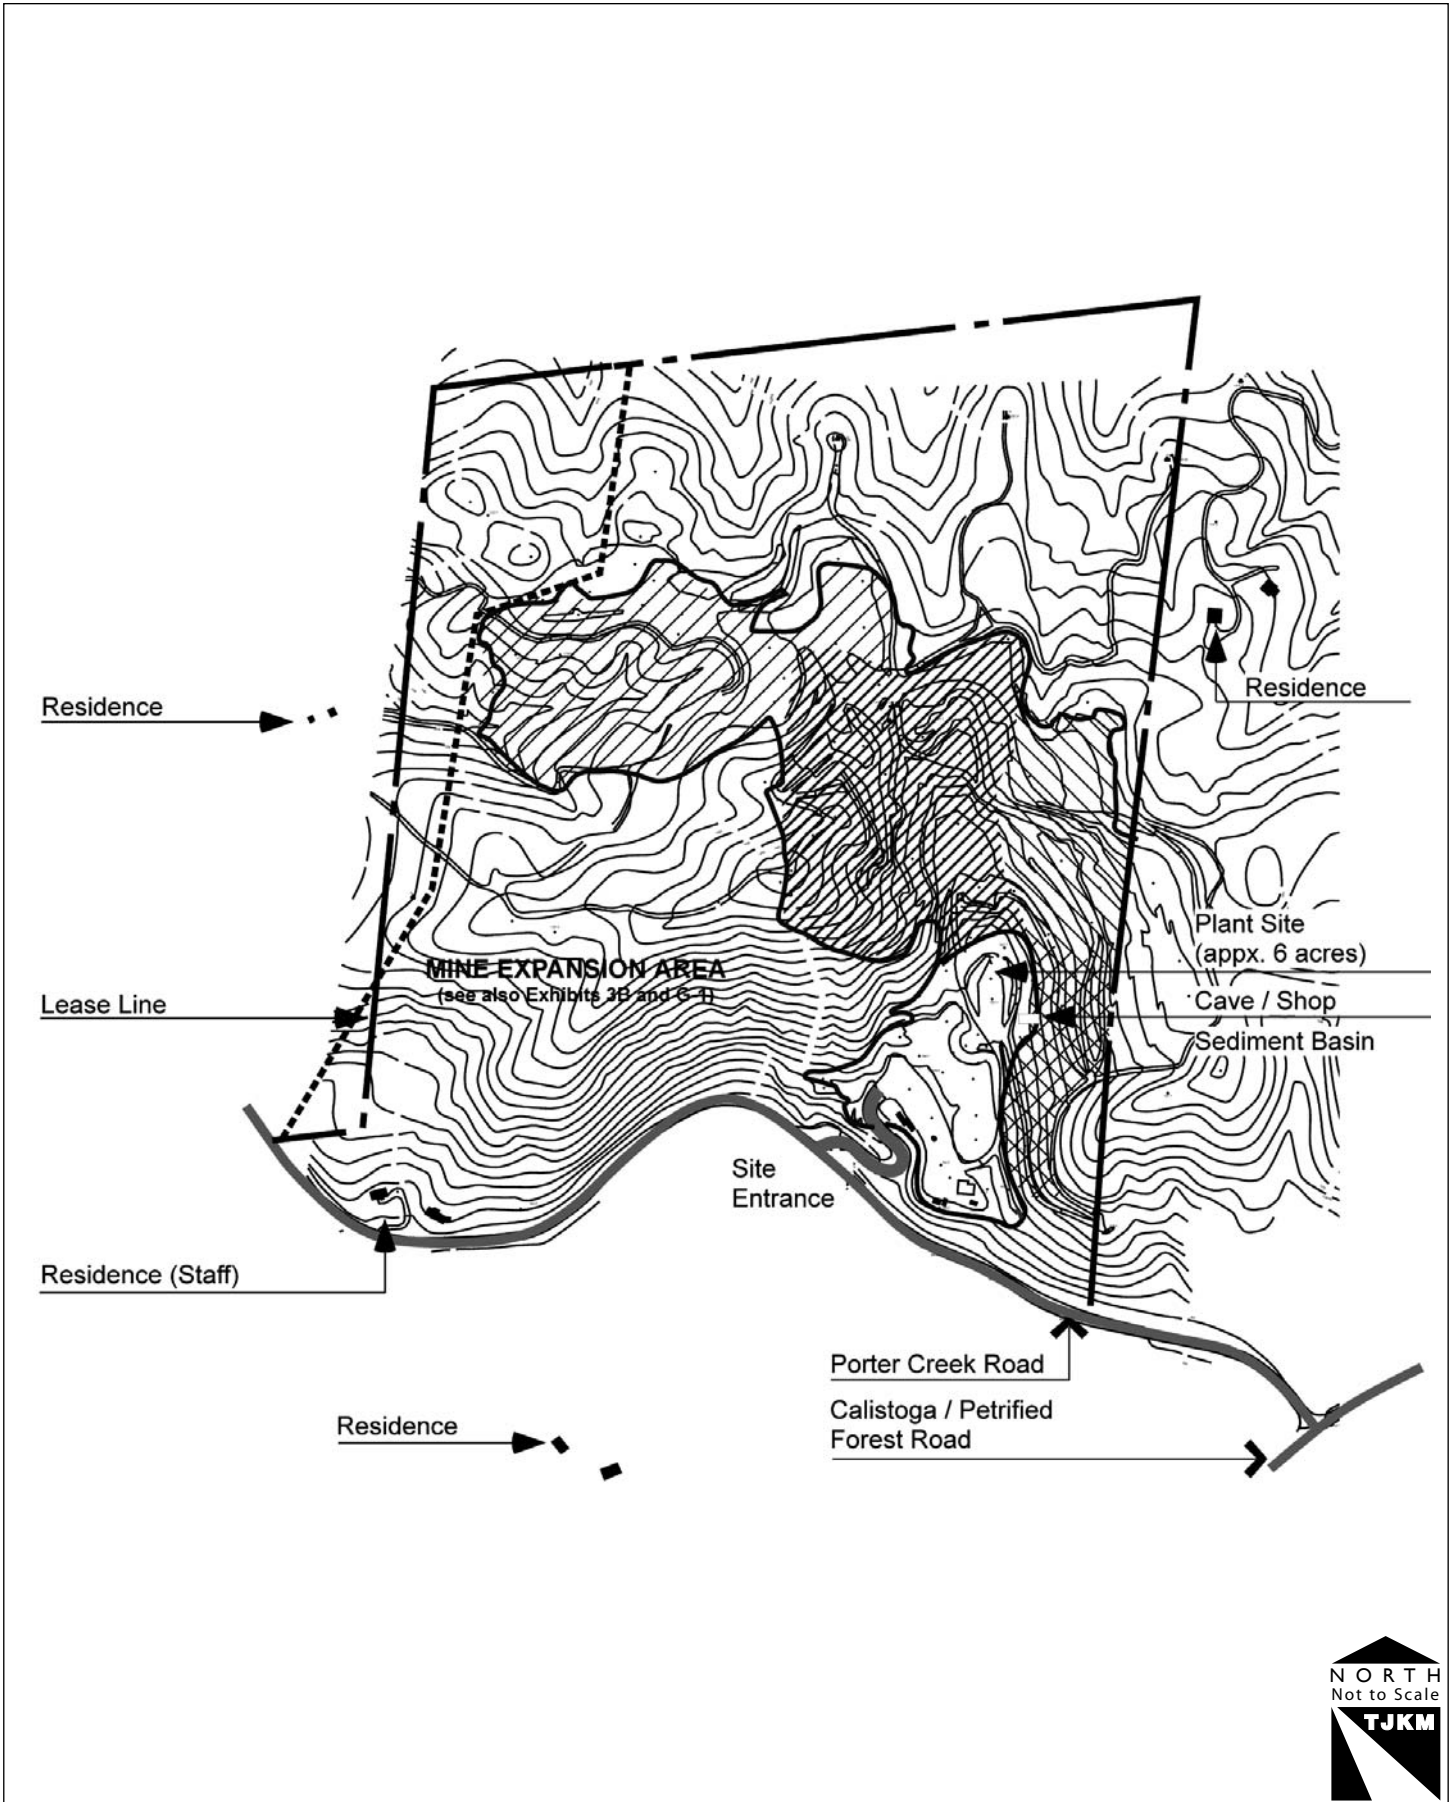 Residence
Residence
Plant Site
(appx. 6 acres)
MINE EXPANSION AREA
(see also Exhibits 3B and G-1)
Lease Line
Cave / Shop
Sediment Basin
Site
Entrance
Residence (Staff)
Porter Creek Road
Calistoga / Petrified
Forest Road
Residence
NORTH
Not to Scale
TJKM